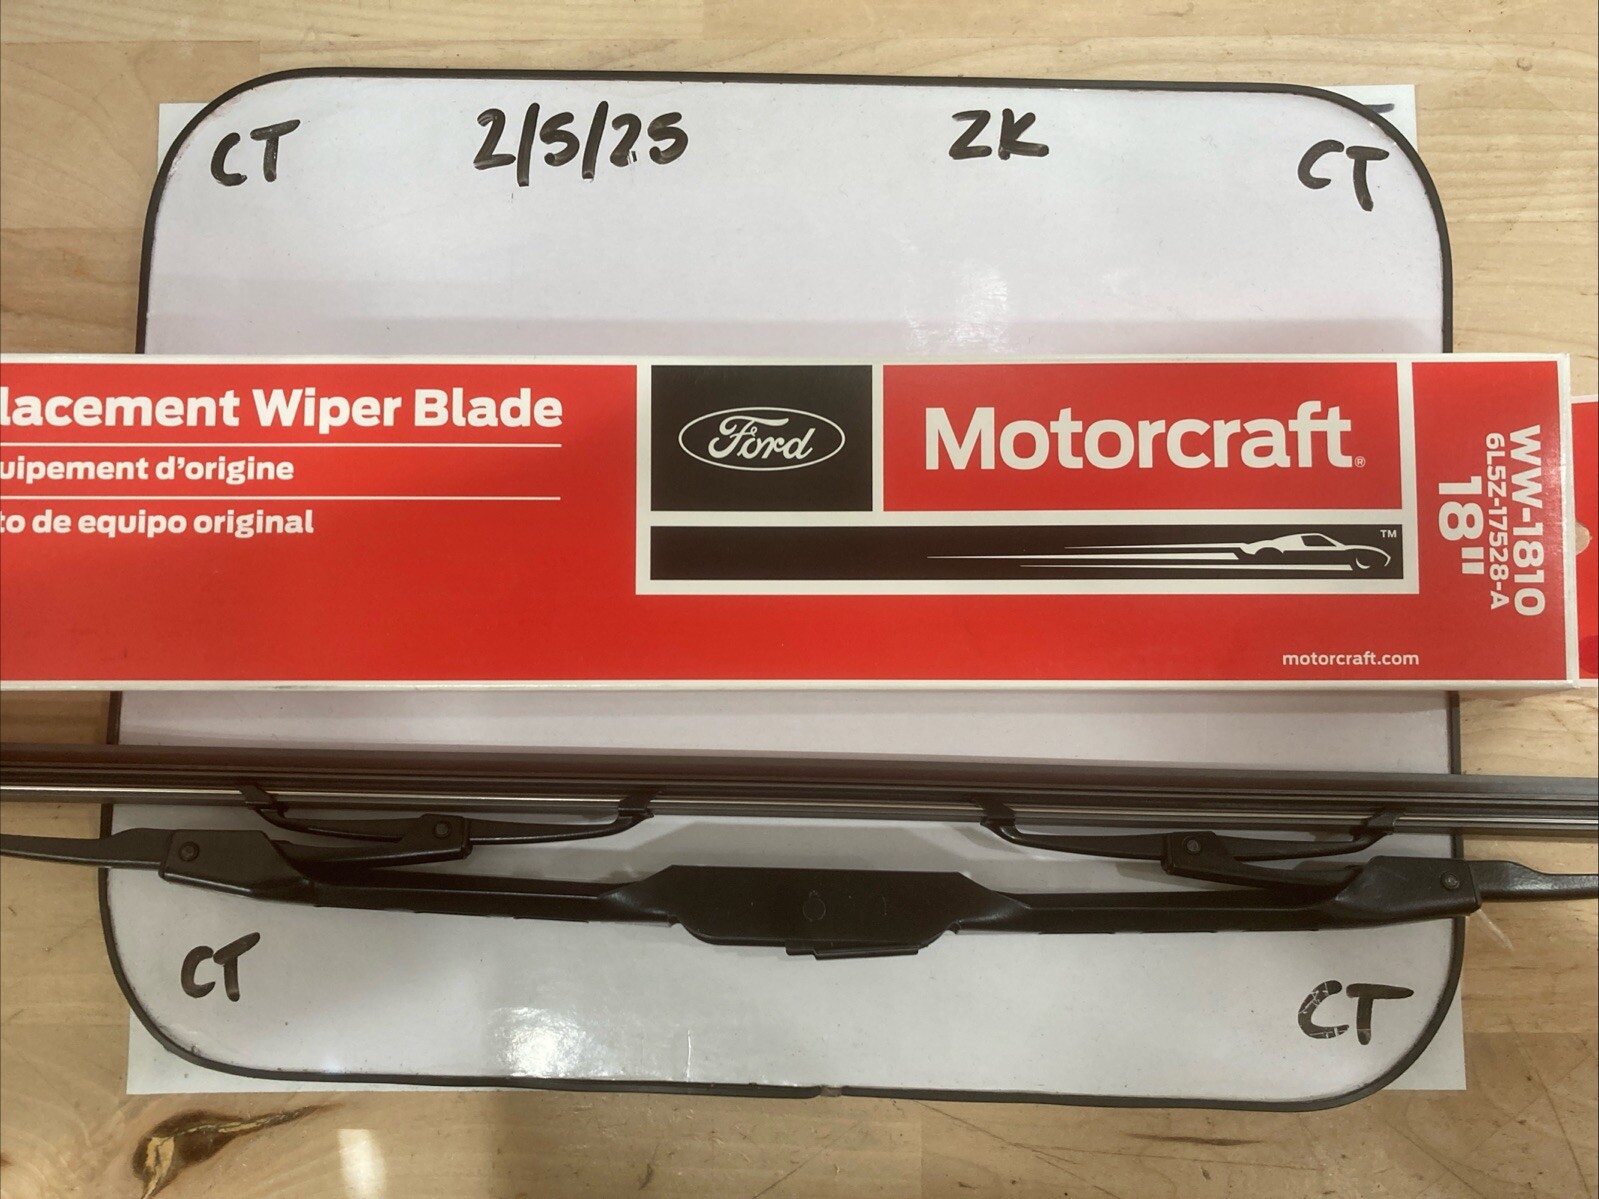 CT 2/5/25 ZK CT
lacement Wiper Blade
uipement d'origine
to de equipo original
Ford
Motorcraft®
TM
motorcraft.com
WW-1810
6L5Z-17528-A
18"
CT CT